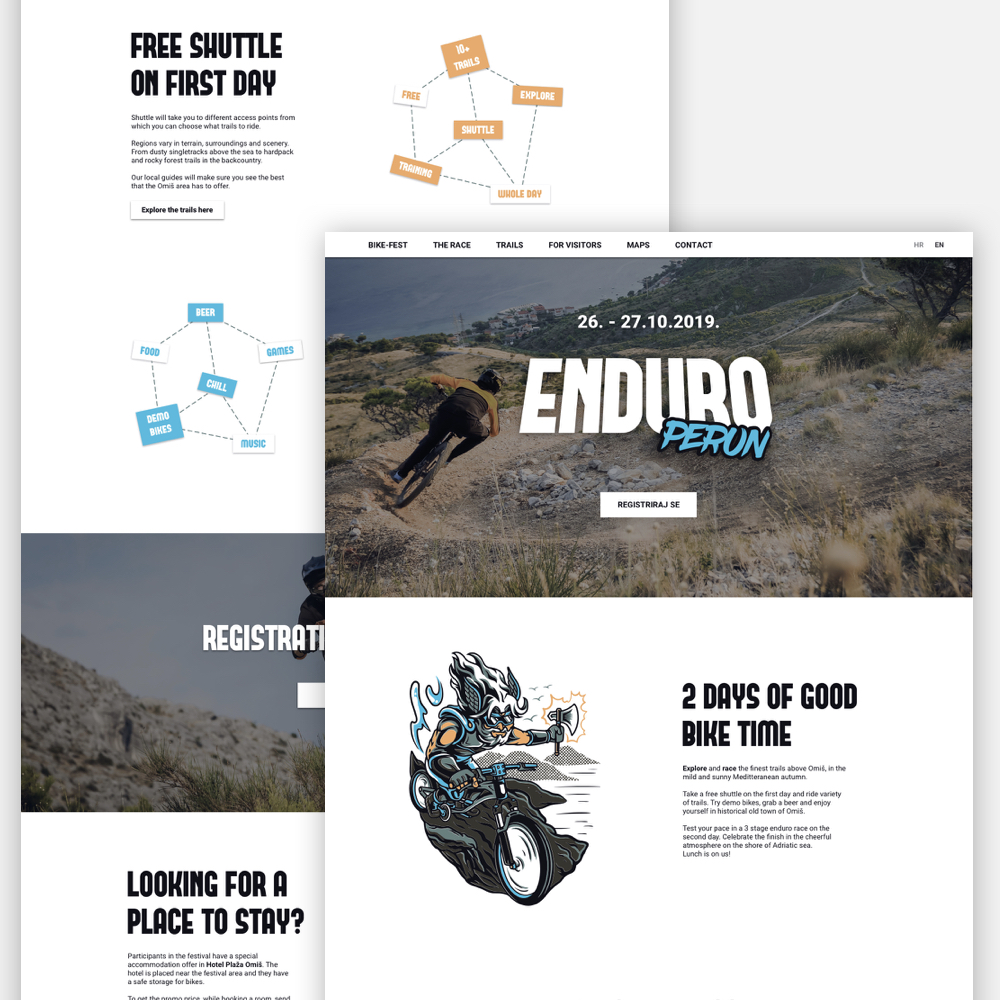 FREE SHUTTLE
ON FIRST DAY
Shuttle will take you to different access points from
which you can choose what trails to ride.
Regions vary in terrain, surroundings and scenery.
From dusty singletracks above the sea to hardpack
and rocky forest trails in the backcountry.
Our local guides will make sure you see the best
that the Omiš area has to offer.
Explore the trails here
10+
TRAILS
FREE
EXPLORE
SHUTTLE
TRAINING
WHOLE DAY
BEER
FOOD
GAMES
CHILL
DEMO
BIKES
MUSIC
REGISTRATI
LOOKING FOR A
PLACE TO STAY?
Participants in the festival have a special
accommodation offer in Hotel Plaža Omiš. The
hotel is placed near the festival area and they have
a safe storage for bikes.
To get the promo price, while booking a room, send
BIKE-FEST THE RACE TRAILS FOR VISITORS MAPS CONTACT HR EN
26. - 27.10.2019.
ENDURO
PERUN
REGISTRIRAJ SE
2 DAYS OF GOOD
BIKE TIME
Explore and race the finest trails above Omiš, in the
mild and sunny Meditteranean autumn.
Take a free shuttle on the first day and ride variety
of trails. Try demo bikes, grab a beer and enjoy
yourself in historical old town of Omiš.
Test your pace in a 3 stage enduro race on the
second day. Celebrate the finish in the cheerful
atmosphere on the shore of Adriatic sea.
Lunch is on us!